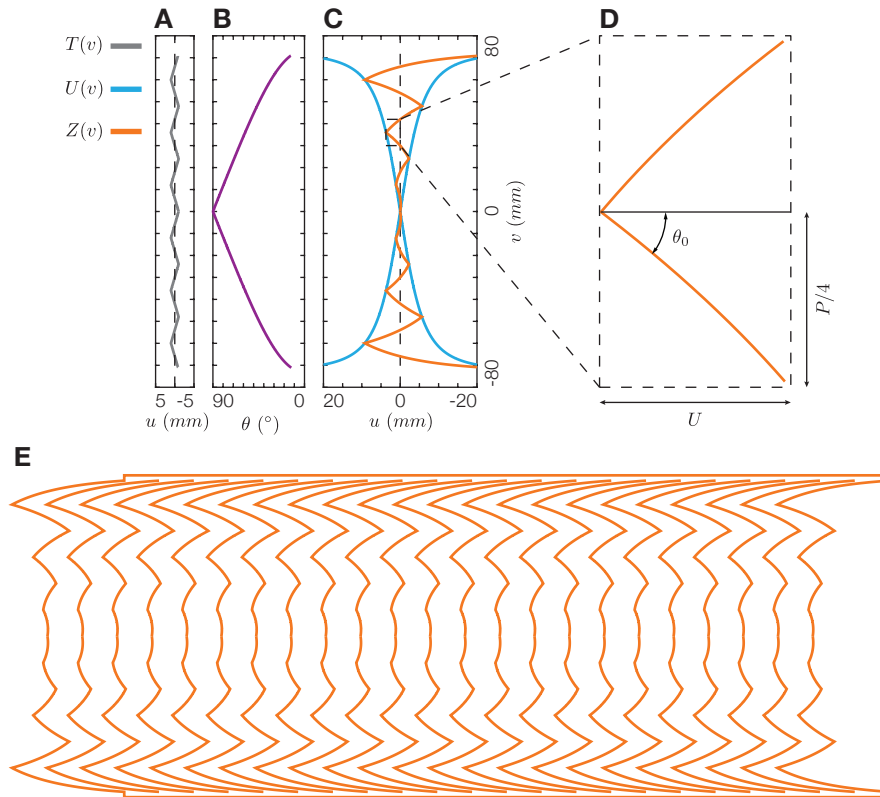 A B C D
T(v)
U(v)
Z(v)
80
0
-80
v (mm)
5 -5
u (mm)
90 0
θ (°)
20 0 -20
u (mm)
θ₀
P/4
U
E